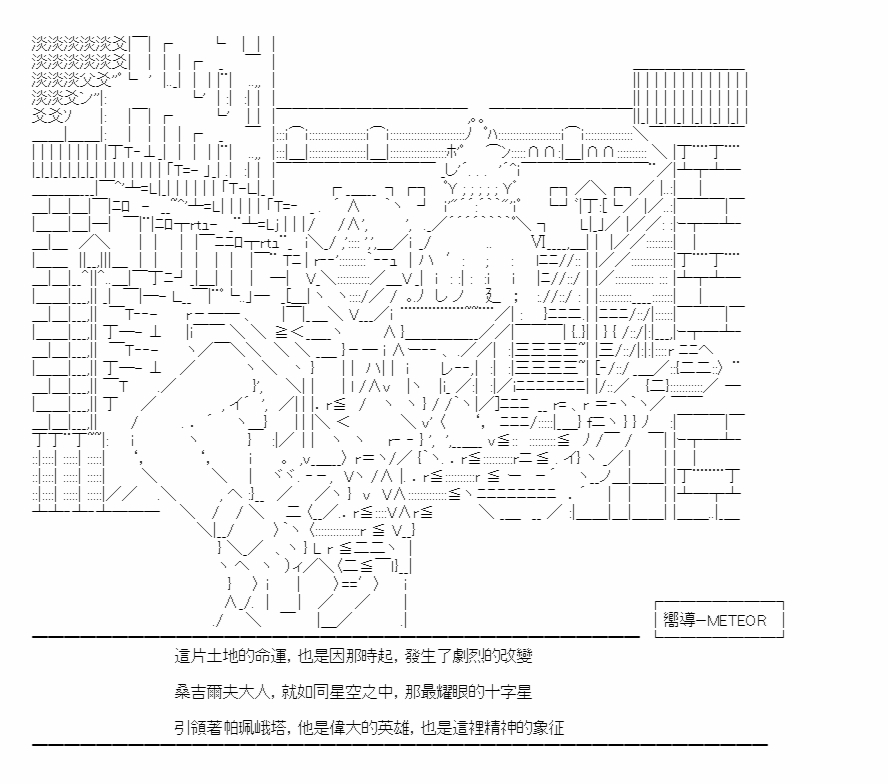 嚮導－METEOR
這片土地的命運, 也是因那時起, 發生了劇烈的改變
桑吉爾夫大人, 就如同星空之中, 那最耀眼的十字星
引領著帕珮峨塔, 他是偉大的英雄, 也是這裡精神的象征